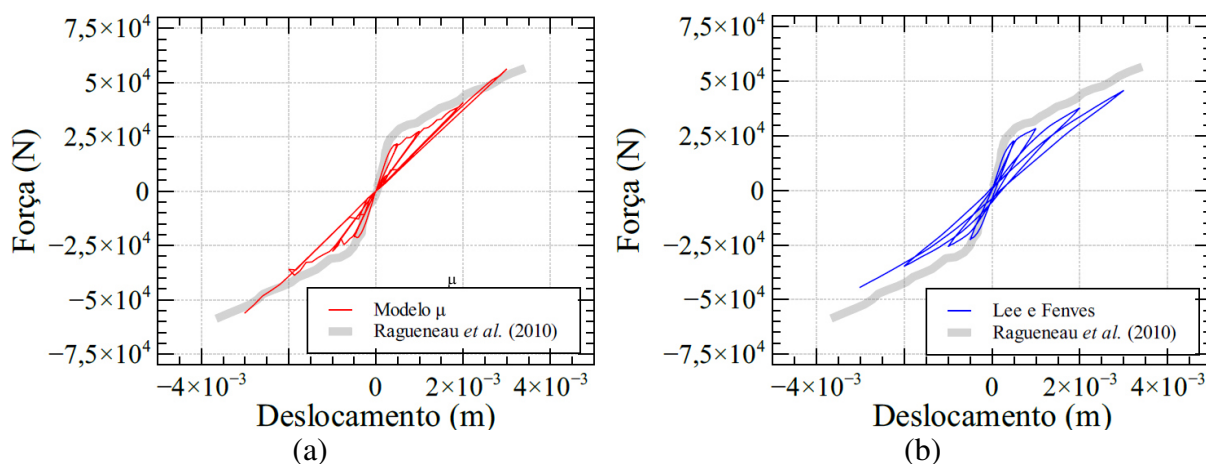 7,5×10⁴
5×10⁴
2,5×10⁴
0
−2,5×10⁴
−5×10⁴
−7,5×10⁴
Força (N)
μ
Modelo μ
Ragueneau et al. (2010)
−4×10⁻³
0
2×10⁻³
4×10⁻³
Deslocamento (m)
(a)
7,5×10⁴
5×10⁴
2,5×10⁴
0
−2,5×10⁴
−5×10⁴
−7,5×10⁴
Força (N)
Lee e Fenves
Ragueneau et al. (2010)
−4×10⁻³
0
2×10⁻³
4×10⁻³
Deslocamento (m)
(b)